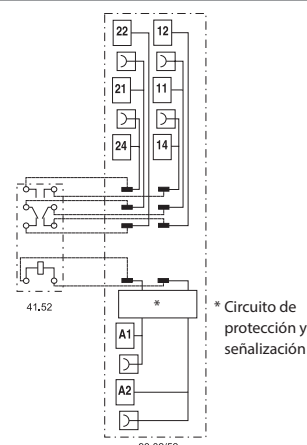 22 12
21 11
24 14
41.52
*
* Circuito de
protección y
señalización
A1
A2